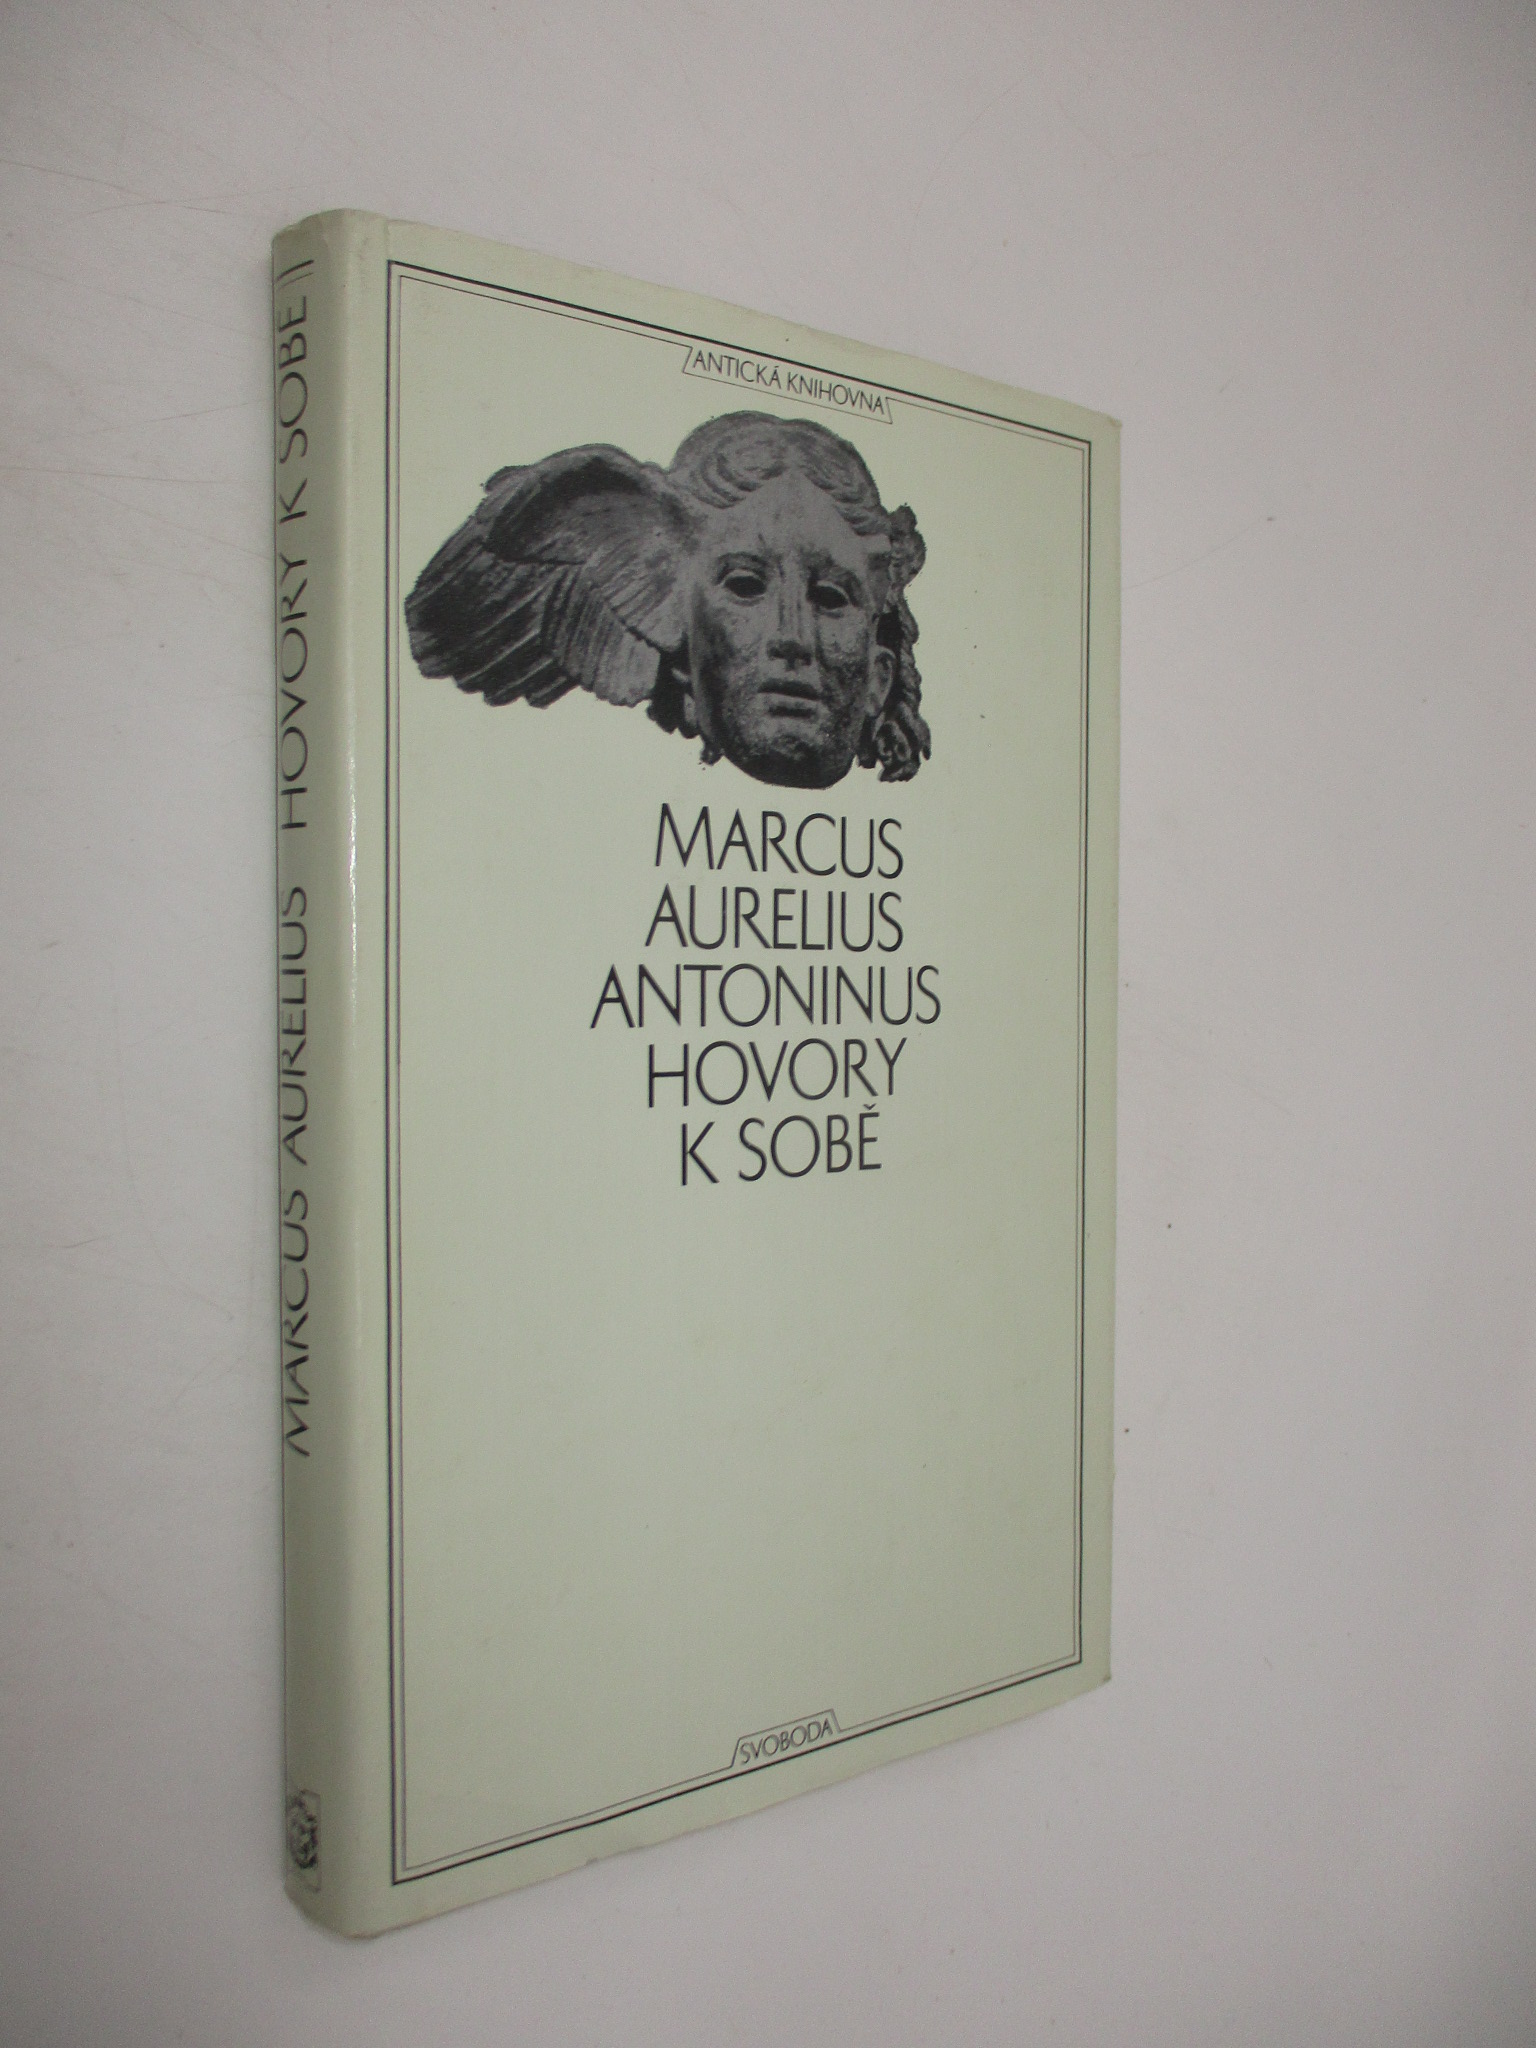 MARCUS AURELIUS HOVORY K SOBĚ
ANTICKÁ KNIHOVNA
MARCUS
AURELIUS
ANTONINUS
HOVORY
K SOBĚ
SVOBODA